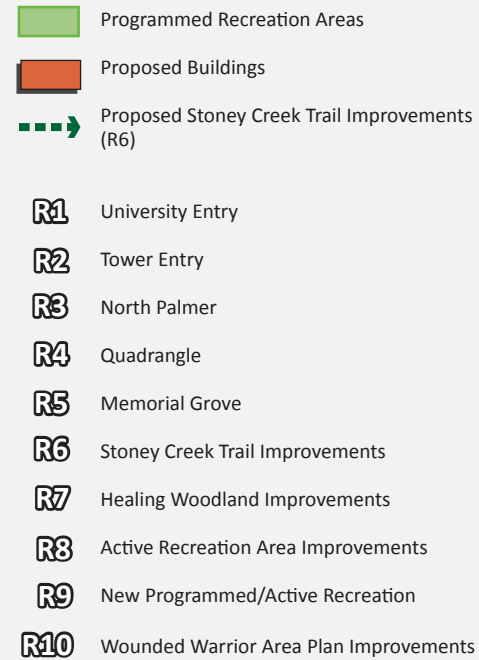 Programmed Recreation Areas
Proposed Buildings
Proposed Stoney Creek Trail Improvements
(R6)
R1 University Entry
R2 Tower Entry
R3 North Palmer
R4 Quadrangle
R5 Memorial Grove
R6 Stoney Creek Trail Improvements
R7 Healing Woodland Improvements
R8 Active Recreation Area Improvements
R9 New Programmed/Active Recreation
R10 Wounded Warrior Area Plan Improvements